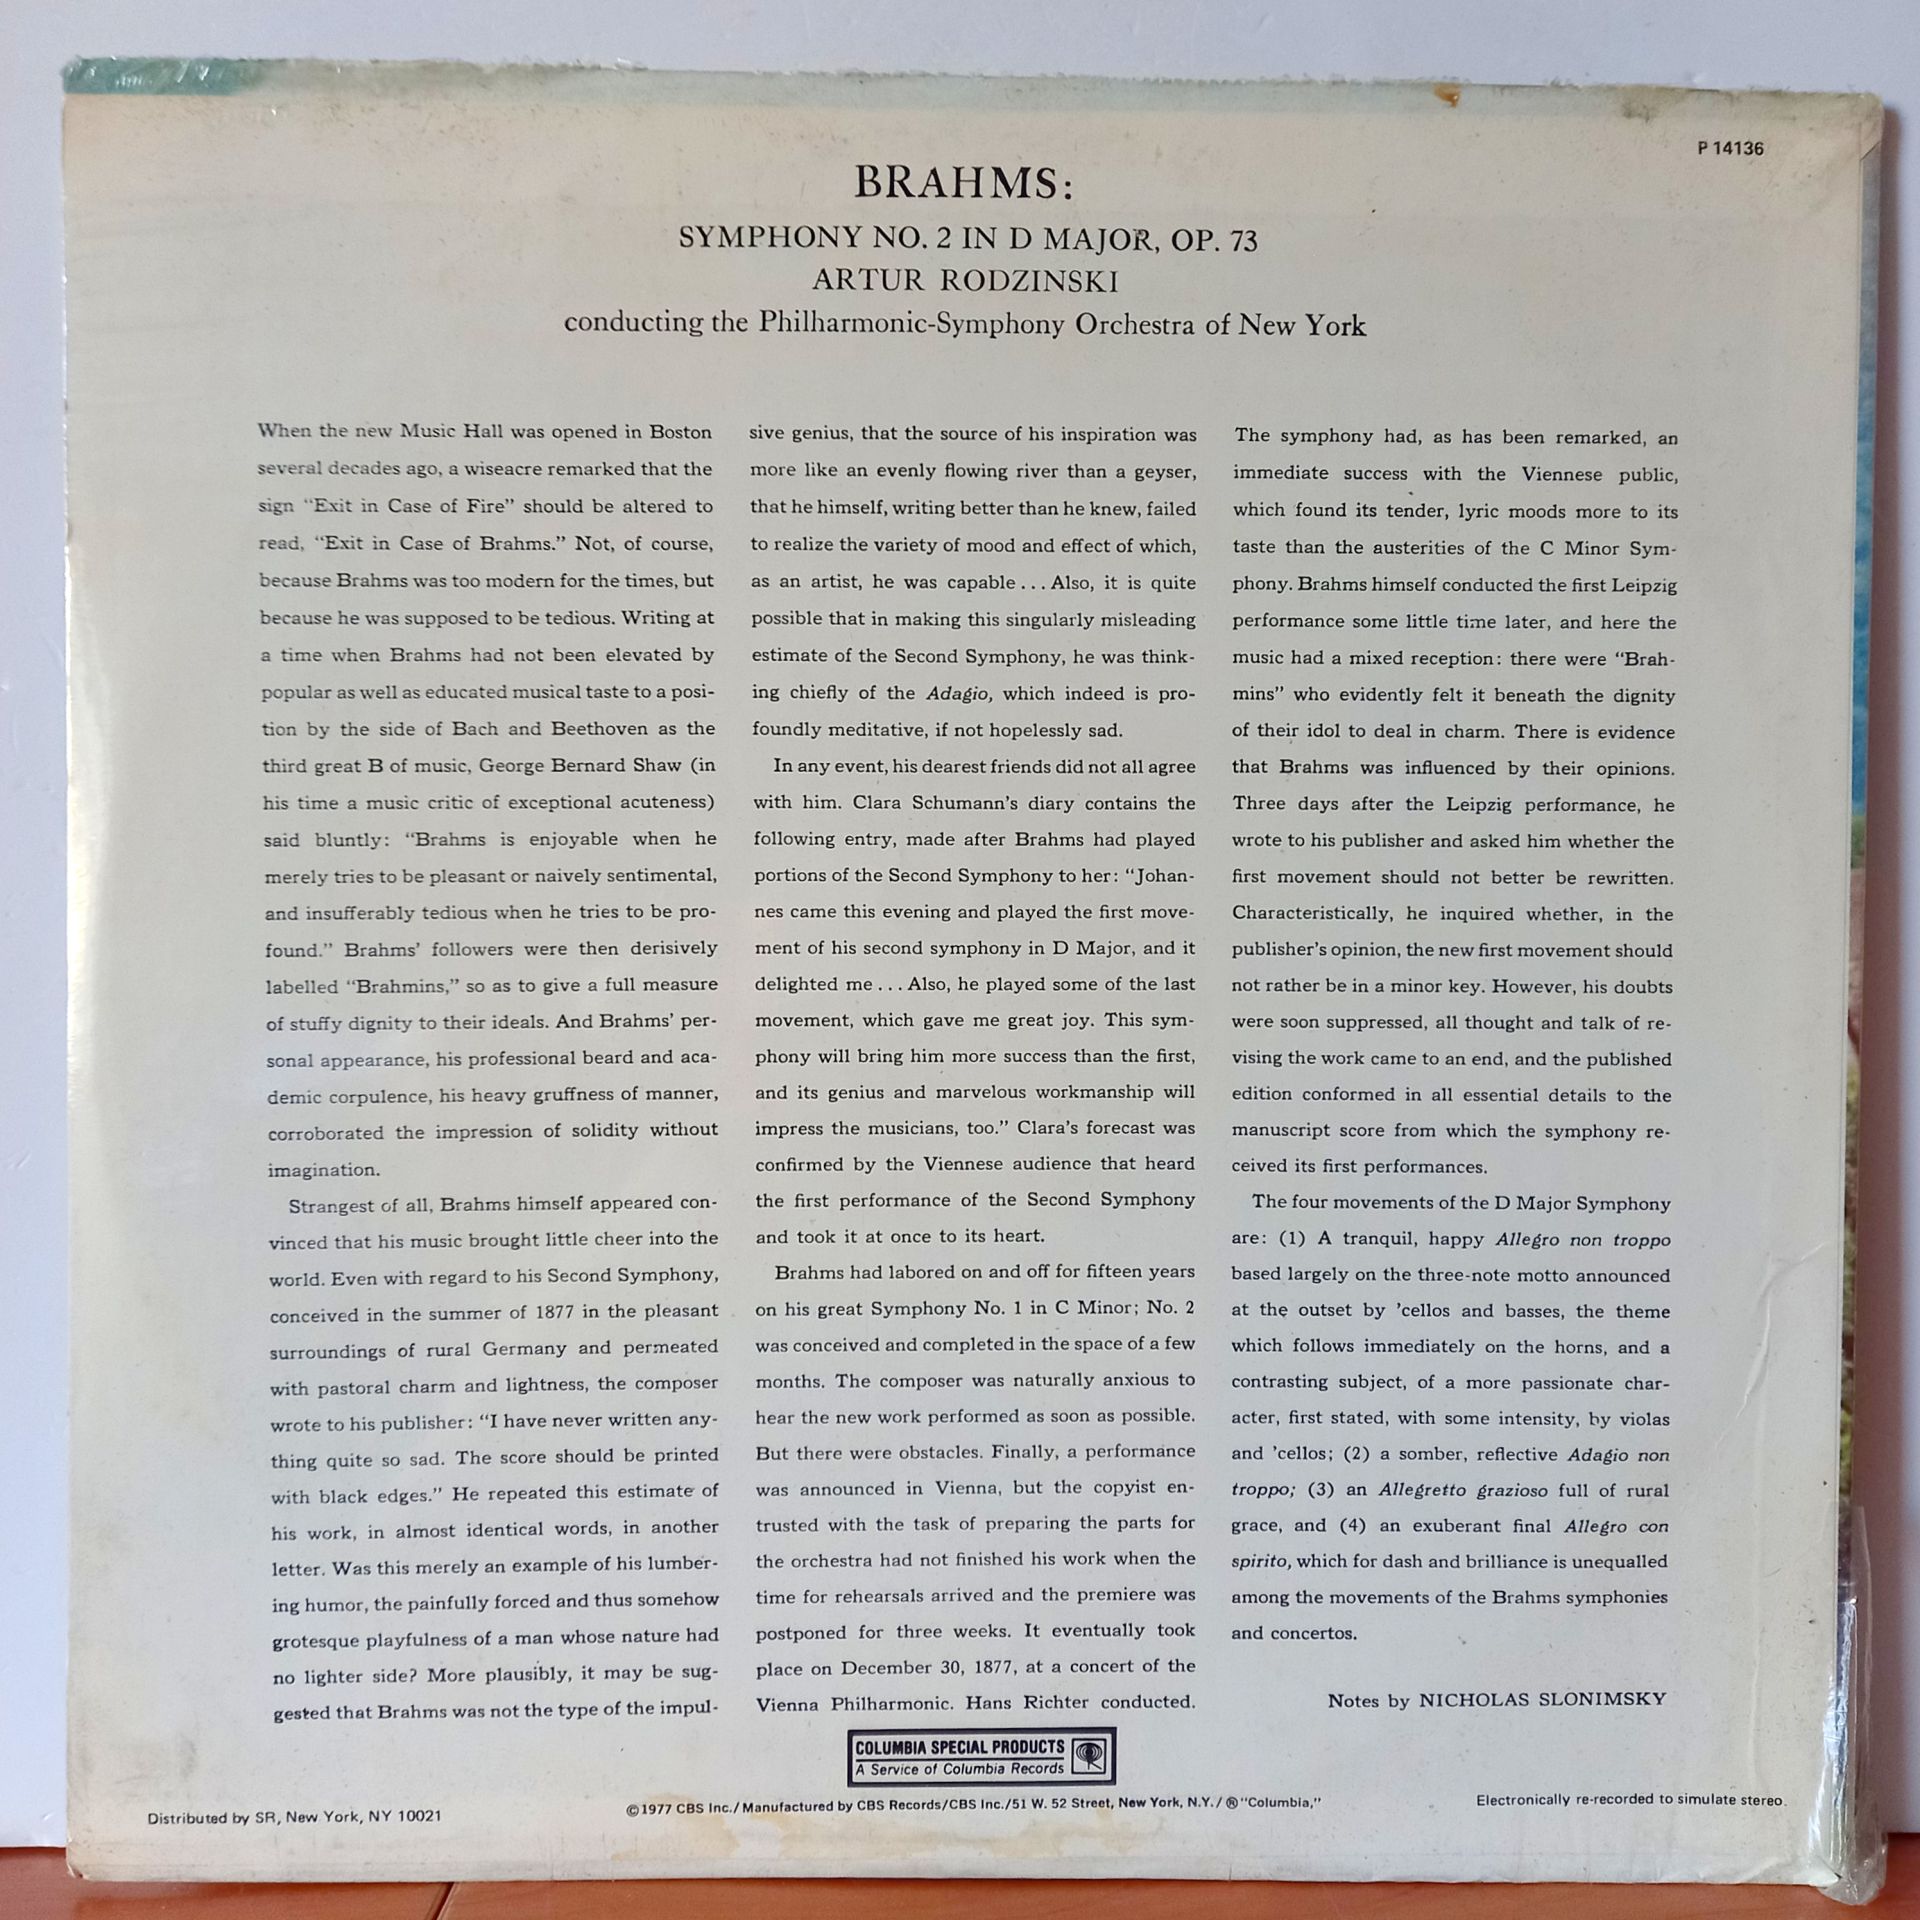 P 14136
BRAHMS:
SYMPHONY NO. 2 IN D MAJOR, OP. 73
ARTUR RODZINSKI
conducting the Philharmonic-Symphony Orchestra of New York
When the new Music Hall was opened in Boston
several decades ago, a wiseacre remarked that the
sign “Exit in Case of Fire” should be altered to
read, “Exit in Case of Brahms.” Not, of course,
because Brahms was too modern for the times, but
because he was supposed to be tedious. Writing at
a time when Brahms had not been elevated by
popular as well as educated musical taste to a posi-
tion by the side of Bach and Beethoven as the
third great B of music, George Bernard Shaw (in
his time a music critic of exceptional acuteness)
said bluntly: “Brahms is enjoyable when he
merely tries to be pleasant or naively sentimental,
and insufferably tedious when he tries to be pro-
found.” Brahms’ followers were then derisively
labelled “Brahmins,” so as to give a full measure
of stuffy dignity to their ideals. And Brahms’ per-
sonal appearance, his professional beard and aca-
demic corpulence, his heavy gruffness of manner,
corroborated the impression of solidity without
imagination.
Strangest of all, Brahms himself appeared con-
vinced that his music brought little cheer into the
world. Even with regard to his Second Symphony,
conceived in the summer of 1877 in the pleasant
surroundings of rural Germany and permeated
with pastoral charm and lightness, the composer
wrote to his publisher: “I have never written any-
thing quite so sad. The score should be printed
with black edges.” He repeated this estimate of
his work, in almost identical words, in another
letter. Was this merely an example of his lumber-
ing humor, the painfully forced and thus somehow
grotesque playfulness of a man whose nature had
no lighter side? More plausibly, it may be sug-
gested that Brahms was not the type of the impul-
sive genius, that the source of his inspiration was
more like an evenly flowing river than a geyser,
that he himself, writing better than he knew, failed
to realize the variety of mood and effect of which,
as an artist, he was capable . . . Also, it is quite
possible that in making this singularly misleading
estimate of the Second Symphony, he was think-
ing chiefly of the Adagio, which indeed is pro-
foundly meditative, if not hopelessly sad.
In any event, his dearest friends did not all agree
with him. Clara Schumann’s diary contains the
following entry, made after Brahms had played
portions of the Second Symphony to her: “Johan-
nes came this evening and played the first move-
ment of his second symphony in D Major, and it
delighted me . . . Also, he played some of the last
movement, which gave me great joy. This sym-
phony will bring him more success than the first,
and its genius and marvelous workmanship will
impress the musicians, too.” Clara’s forecast was
confirmed by the Viennese audience that heard
the first performance of the Second Symphony
and took it at once to its heart.
Brahms had labored on and off for fifteen years
on his great Symphony No. 1 in C Minor; No. 2
was conceived and completed in the space of a few
months. The composer was naturally anxious to
hear the new work performed as soon as possible.
But there were obstacles. Finally, a performance
was announced in Vienna, but the copyist en-
trusted with the task of preparing the parts for
the orchestra had not finished his work when the
time for rehearsals arrived and the premiere was
postponed for three weeks. It eventually took
place on December 30, 1877, at a concert of the
Vienna Philharmonic. Hans Richter conducted.
The symphony had, as has been remarked, an
immediate success with the Viennese public,
which found its tender, lyric moods more to its
taste than the austerities of the C Minor Sym-
phony. Brahms himself conducted the first Leipzig
performance some little time later, and here the
music had a mixed reception: there were “Brah-
mins” who evidently felt it beneath the dignity
of their idol to deal in charm. There is evidence
that Brahms was influenced by their opinions.
Three days after the Leipzig performance, he
wrote to his publisher and asked him whether the
first movement should not better be rewritten.
Characteristically, he inquired whether, in the
publisher’s opinion, the new first movement should
not rather be in a minor key. However, his doubts
were soon suppressed, all thought and talk of re-
vising the work came to an end, and the published
edition conformed in all essential details to the
manuscript score from which the symphony re-
ceived its first performances.
The four movements of the D Major Symphony
are: (1) A tranquil, happy Allegro non troppo
based largely on the three-note motto announced
at the outset by ’cellos and basses, the theme
which follows immediately on the horns, and a
contrasting subject, of a more passionate char-
acter, first stated, with some intensity, by violas
and ’cellos; (2) a somber, reflective Adagio non
troppo; (3) an Allegretto grazioso full of rural
grace, and (4) an exuberant final Allegro con
spirito, which for dash and brilliance is unequalled
among the movements of the Brahms symphonies
and concertos.
Notes by NICHOLAS SLONIMSKY
COLUMBIA SPECIAL PRODUCTS
A Service of Columbia Records
Distributed by SR, New York, NY 10021
©1977 CBS Inc./Manufactured by CBS Records/CBS Inc./51 W. 52 Street, New York, N.Y./ ® “Columbia,”
Electronically re-recorded to simulate stereo.